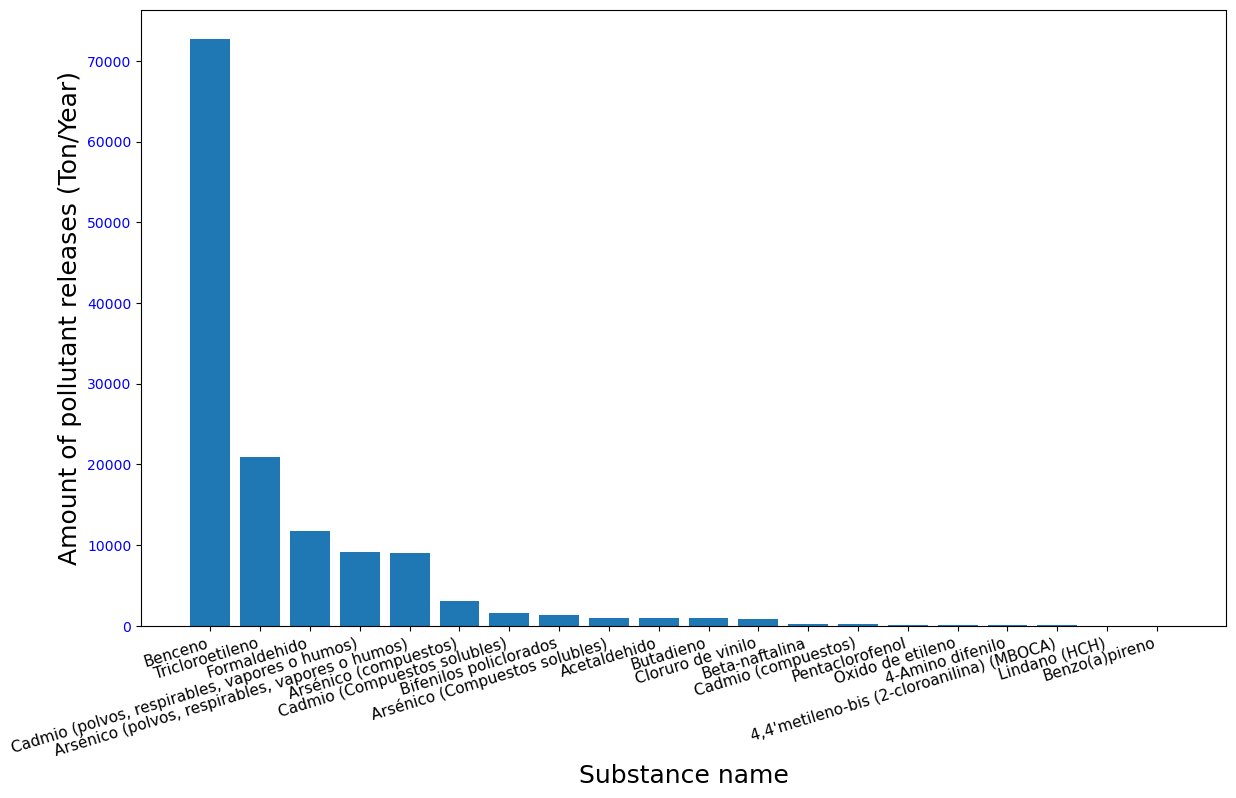 Amount of pollutant releases (Ton/Year)
70000
60000
50000
40000
30000
20000
10000
0
Benceno
Tricloroetileno
Formaldehido
Cadmio (polvos, respirables, vapores o humos)
Arsénico (polvos, respirables, vapores o humos)
Arsénico (compuestos)
Cadmio (Compuestos solubles)
Bifenilos policlorados
Arsénico (Compuestos solubles)
Acetaldehido
Butadieno
Cloruro de vinilo
Beta-naftalina
Cadmio (compuestos)
Pentaclorofenol
Oxido de etileno
4-Amino difenilo
4,4'metileno-bis (2-cloroanilina) (MBOCA)
Lindano (HCH)
Benzo(a)pireno
Substance name